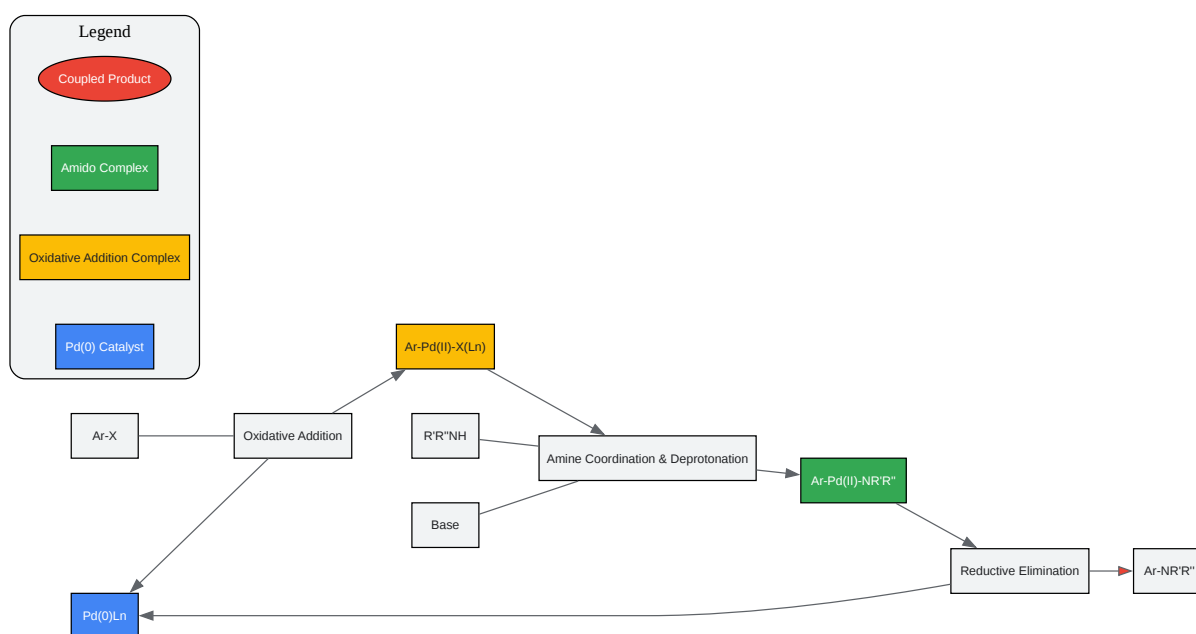 Legend
Coupled Product
Amido Complex
Oxidative Addition Complex
Pd(0) Catalyst
Ar-Pd(II)-X(Ln)
Ar-X
Oxidative Addition
R'R"NH
Amine Coordination & Deprotonation
Ar-Pd(II)-NR'R"
Base
Reductive Elimination
Ar-NR'R"
Pd(0)Ln